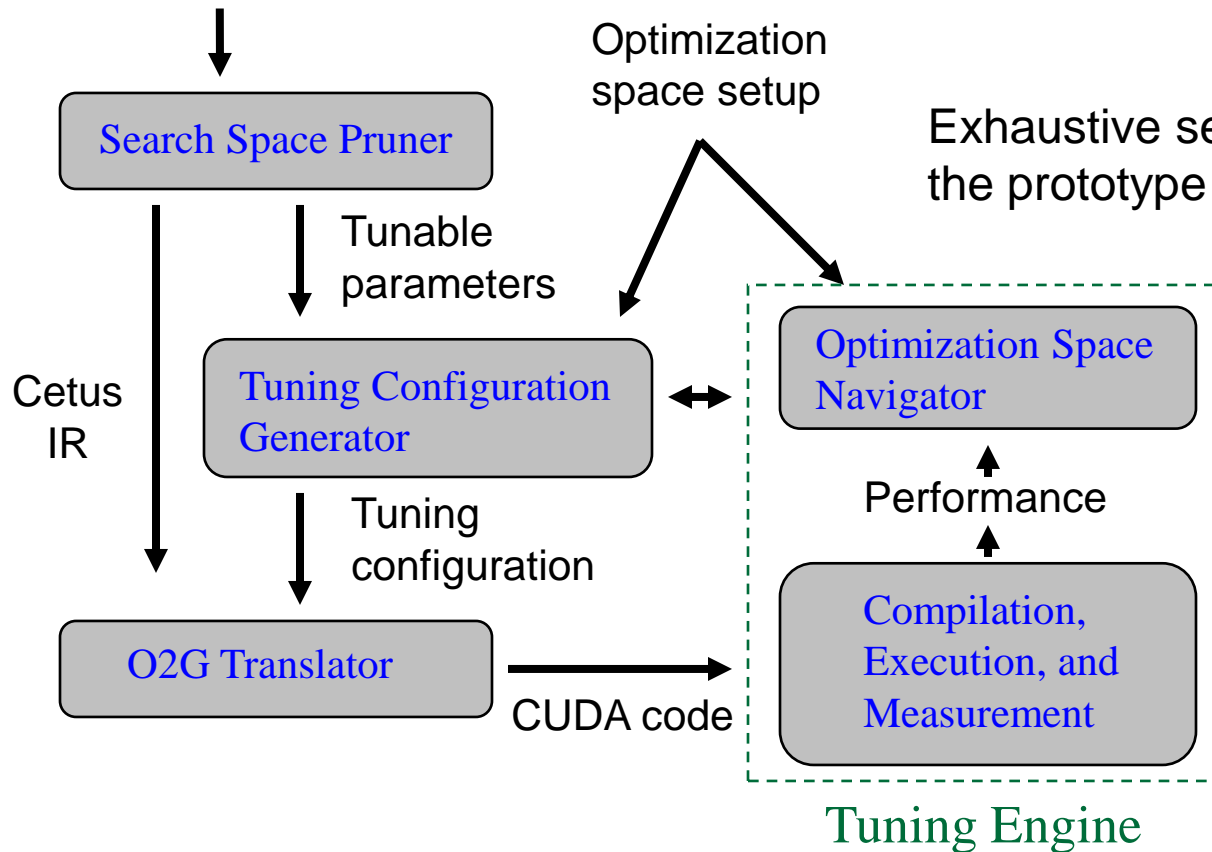 Optimization
space setup
Search Space Pruner
Exhaustive se
the prototype
Tunable
parameters
Cetus
IR
Tuning Configuration
Generator
Optimization Space
Navigator
Performance
Tuning
configuration
Compilation,
Execution, and
Measurement
O2G Translator
CUDA code
Tuning Engine